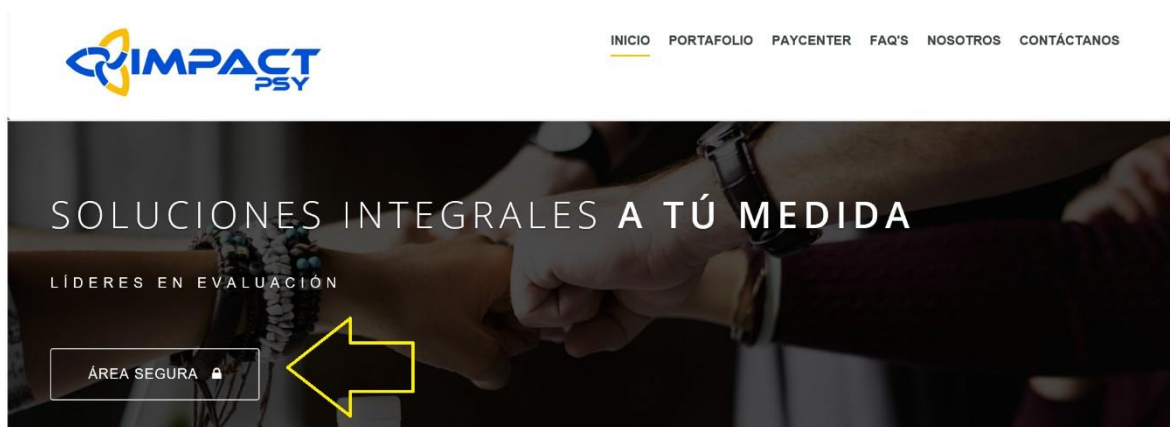 IMPACT
PSY
INICIO PORTAFOLIO PAYCENTER FAQ'S NOSOTROS CONTÁCTANOS
SOLUCIONES INTEGRALES A TÚ MEDIDA
LÍDERES EN EVALUACIÓN
ÁREA SEGURA